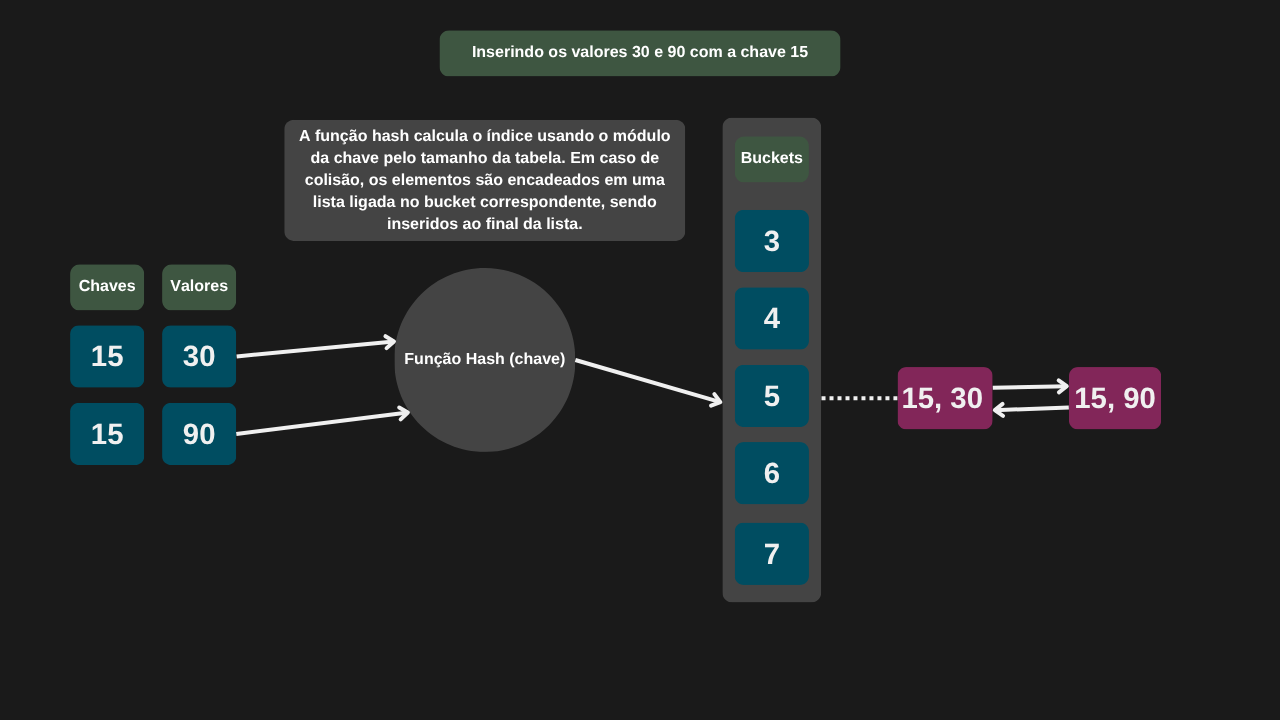 Inserindo os valores 30 e 90 com a chave 15
A função hash calcula o índice usando o módulo
da chave pelo tamanho da tabela. Em caso de
colisão, os elementos são encadeados em uma
lista ligada no bucket correspondente, sendo
inseridos ao final da lista.
Chaves
Valores
15
30
15
90
Função Hash (chave)
Buckets
3
4
5
6
7
15, 30
15, 90